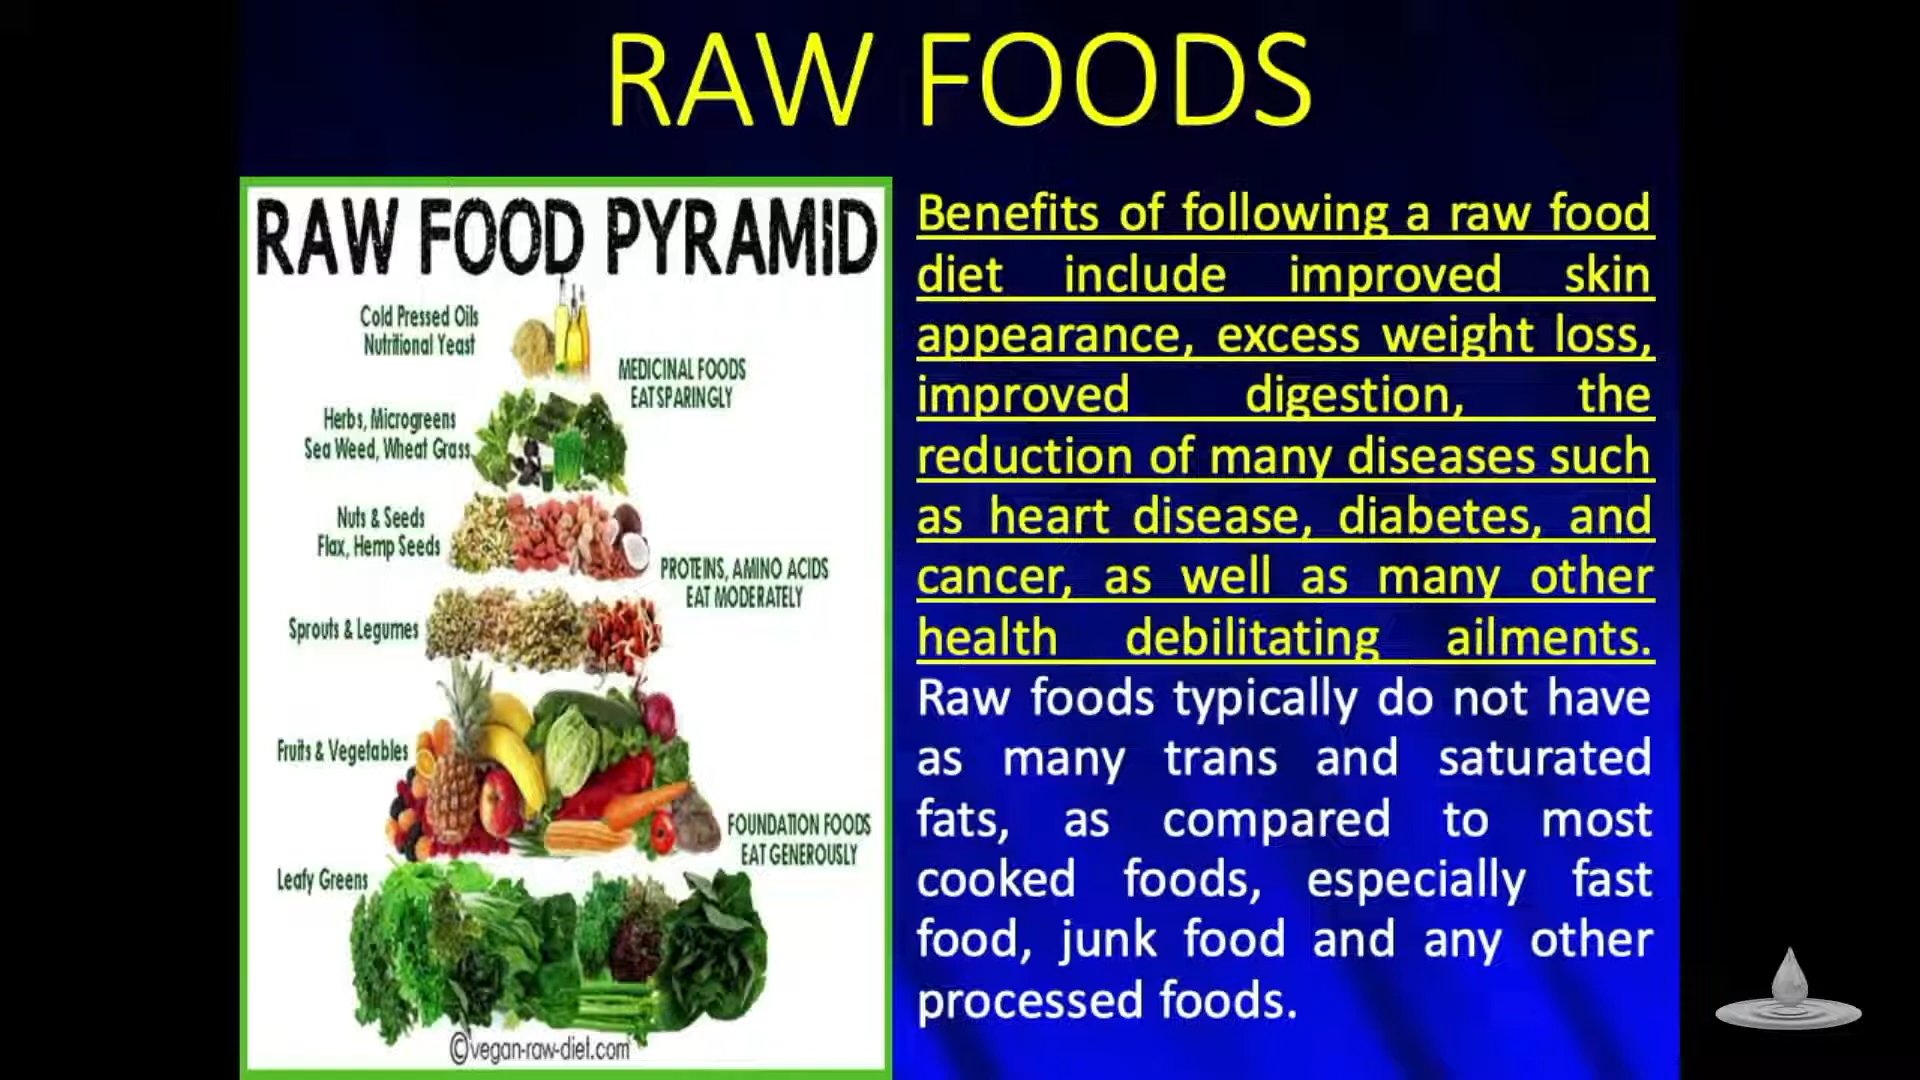 RAW FOODS
RAW FOOD PYRAMID
Cold Pressed Oils
Nutritional Yeast
MEDICINAL FOODS
EAT SPARINGLY
Herbs, Microgreens
Sea Weed, Wheat Grass
Nuts & Seeds
Flax, Hemp Seeds
PROTEINS, AMINO ACIDS
EAT MODERATELY
Sprouts & Legumes
Fruits & Vegetables
FOUNDATION FOODS
EAT GENEROUSLY
Leafy Greens
©vegan-raw-diet.com
Benefits of following a raw food
diet include improved skin
appearance, excess weight loss,
improved digestion, the
reduction of many diseases such
as heart disease, diabetes, and
cancer, as well as many other
health debilitating ailments.
Raw foods typically do not have
as many trans and saturated
fats, as compared to most
cooked foods, especially fast
food, junk food and any other
processed foods.